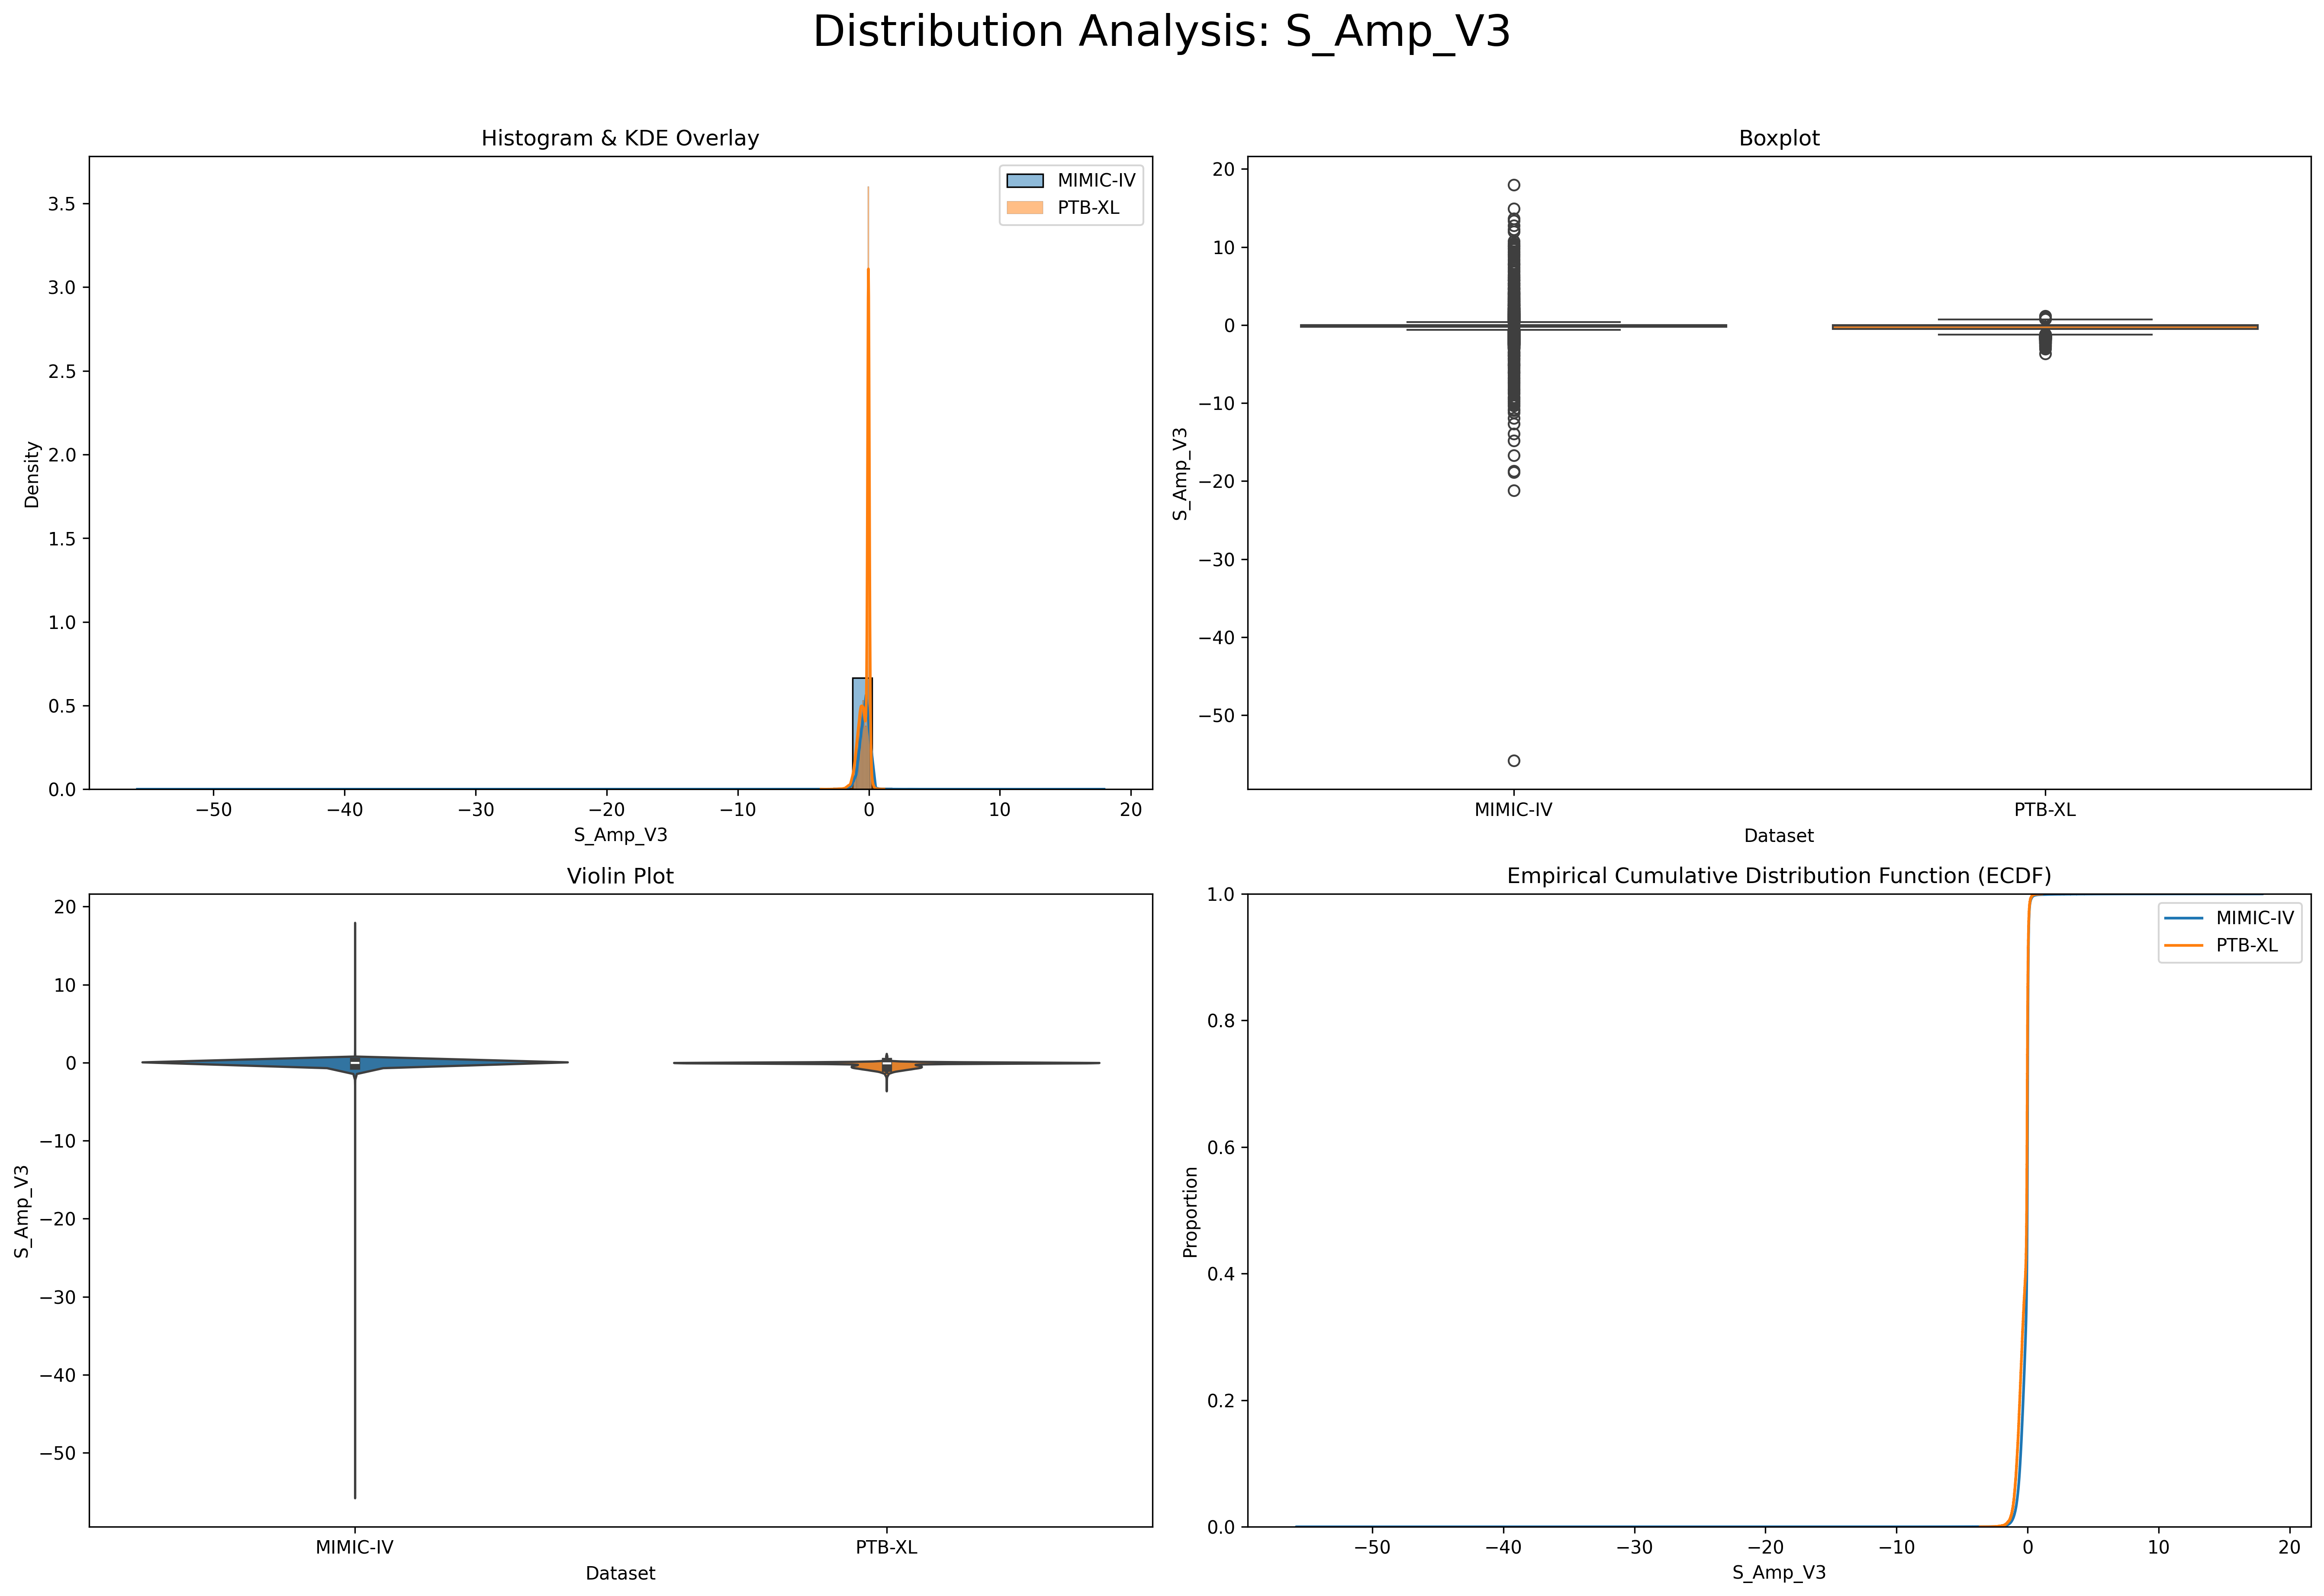 Distribution Analysis: S_Amp_V3
Histogram & KDE Overlay
MIMIC-IV
PTB-XL
3.5
3.0
2.5
2.0
1.5
1.0
0.5
0.0
Density
−50
−40
−30
−20
−10
0
10
20
S_Amp_V3
Boxplot
20
10
0
−10
−20
−30
−40
−50
S_Amp_V3
MIMIC-IV
PTB-XL
Dataset
Violin Plot
20
10
0
−10
−20
−30
−40
−50
S_Amp_V3
MIMIC-IV
PTB-XL
Dataset
Empirical Cumulative Distribution Function (ECDF)
MIMIC-IV
PTB-XL
1.0
0.8
0.6
0.4
0.2
0.0
Proportion
−50
−40
−30
−20
−10
0
10
20
S_Amp_V3